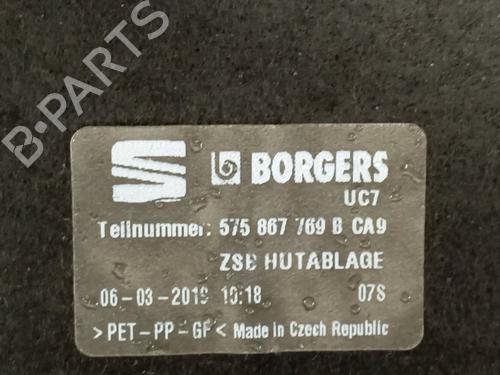 B-PARTS
BORGERS
UC7
Teilnummer: 575 867 769 B CA9
ZSB HUTABLAGE
06-03-2019 10:18 07S
>PET-PP-GF< Made in Czech Republic